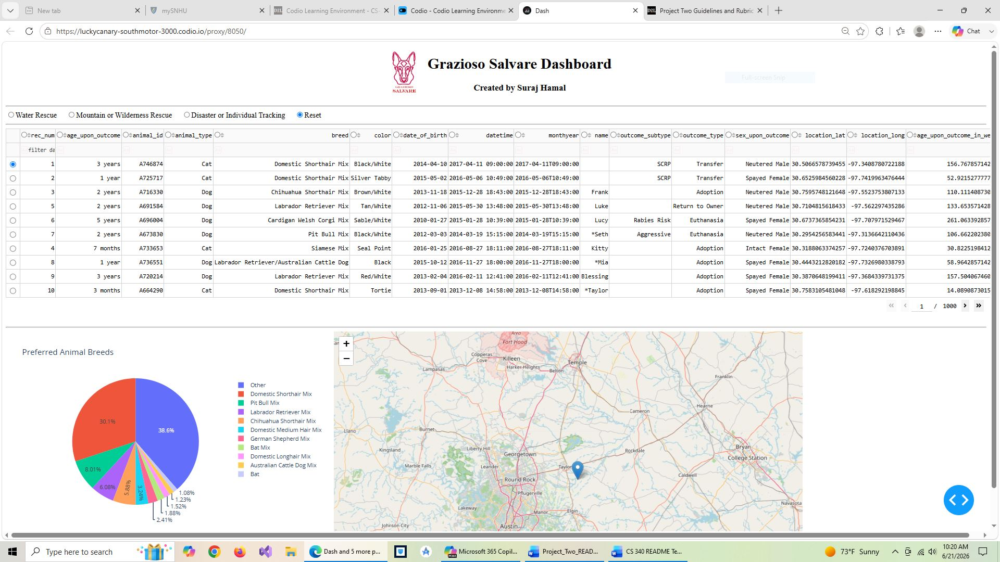 New tab
mySNHU
Codio Learning Environment - CS-
Codio - Codio Learning Environme
Dash
Project Two Guidelines and Rubric
https://luckycanary-southmotor-3000.codio.io/proxy/8050/
Chat
GRAZIOSO
SALVARE
Grazioso Salvare Dashboard
Full-screen Snip
Created by Suraj Hamal
Water Rescue Mountain or Wilderness Rescue Disaster or Individual Tracking Reset
rec_num age_upon_outcome animal_id animal_type breed color date_of_birth datetime monthyear name outcome_subtype outcome_type sex_upon_outcome location_lat location_long age_upon_outcome_in_we
filter da
1 3 years A746874 Cat Domestic Shorthair Mix Black/White 2014-04-10 2017-04-11 09:00:00 2017-04-11T09:00:00 SCRP Transfer Neutered Male 30.5066578739455 -97.3408780722188 156.767857142
2 1 year A725717 Cat Domestic Shorthair Mix Silver Tabby 2015-05-02 2016-05-06 10:49:00 2016-05-06T10:49:00 SCRP Transfer Spayed Female 30.6525984560228 -97.7419963476444 52.9215277777
3 2 years A716330 Dog Chihuahua Shorthair Mix Brown/White 2013-11-18 2015-12-28 18:43:00 2015-12-28T18:43:00 Frank Adoption Neutered Male 30.7595748121648 -97.5523753807133 110.111408730
5 2 years A691584 Dog Labrador Retriever Mix Tan/White 2012-11-06 2015-05-30 13:48:00 2015-05-30T13:48:00 Luke Return to Owner Neutered Male 30.7104815618433 -97.562297435286 133.653571428
6 5 years A696004 Dog Cardigan Welsh Corgi Mix Sable/White 2010-01-27 2015-01-28 10:39:00 2015-01-28T10:39:00 Lucy Rabies Risk Euthanasia Spayed Female 30.6737365854231 -97.707971529467 261.063392857
7 2 years A673830 Dog Pit Bull Mix Black/White 2012-03-03 2014-03-19 15:15:00 2014-03-19T15:15:00 *Seth Aggressive Euthanasia Neutered Male 30.2954256583441 -97.3136642110436 106.662202380
4 7 months A733653 Cat Siamese Mix Seal Point 2016-01-25 2016-08-27 18:11:00 2016-08-27T18:11:00 Kitty Adoption Intact Female 30.3188063374257 -97.7240376703891 30.8225198412
8 1 year A736551 Dog Labrador Retriever/Australian Cattle Dog Black 2015-10-12 2016-11-27 18:00:00 2016-11-27T18:00:00 *Mia Adoption Spayed Female 30.4443212820182 -97.7326980338793 58.9642857142
9 3 years A720214 Dog Labrador Retriever Mix Red/White 2013-02-04 2016-02-11 12:41:00 2016-02-11T12:41:00 Blessing Adoption Spayed Female 30.3870648199411 -97.3684339731375 157.504067460
10 3 months A664290 Cat Domestic Shorthair Mix Tortie 2013-09-01 2013-12-08 14:58:00 2013-12-08T14:58:00 *Taylor Adoption Spayed Female 30.7583105481048 -97.618292198845 14.0890873015
1 / 1000
Preferred Animal Breeds
38.6%
30.1%
8.01%
6.08%
5.88%
3.24%
2.41%
1.88%
1.52%
1.23%
1.08%
Other
Domestic Shorthair Mix
Pit Bull Mix
Labrador Retriever Mix
Chihuahua Shorthair Mix
Domestic Medium Hair Mix
German Shepherd Mix
Bat Mix
Domestic Longhair Mix
Australian Cattle Dog Mix
Bat
+
−
Area
Fort Hood
Copperas
Cove
Killeen
Harker Heights
Temple
Belton
Lampasas
Franklin
Hearne
Cameron
Llano
Burnet
Kingsland
Liberty Hill
Georgetown
Rockdale
Bryan
College Station
Marble Falls
Leander
Taylor
Round Rock
Caldwell
Pflugerville
Lakeway
Manor
Elgin
Navasota
Johnson City
Austin
Type here to search
Dash and 5 more p...
Microsoft 365 Copil...
Project_Two_READ...
CS 340 README Te...
73°F Sunny
10:20 AM
6/21/2026